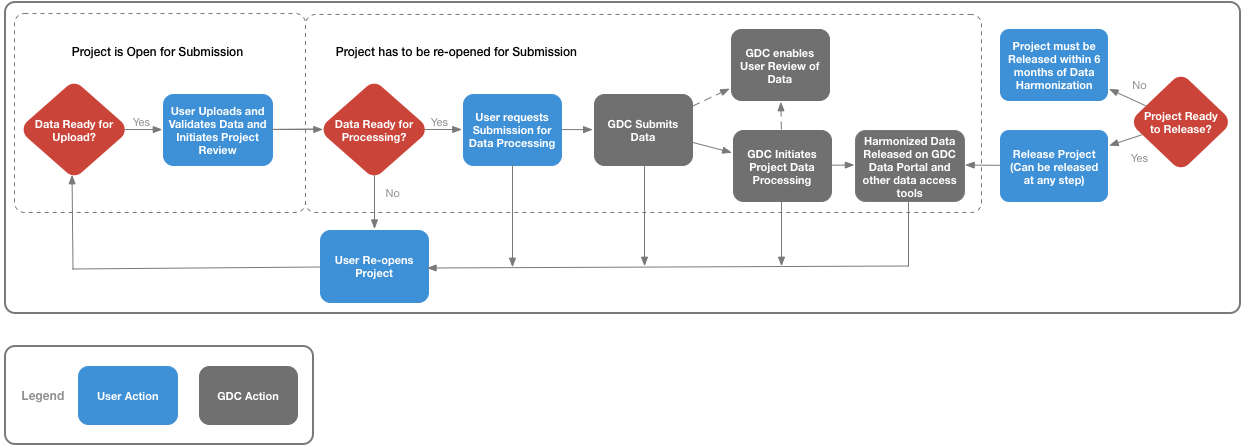 Project is Open for Submission
Project has to be re-opened for Submission
Data Ready for
Upload?
Yes
User Uploads and
Validates Data and
Initiates Project
Review
Data Ready for
Processing?
Yes
No
User requests
Submission for
Data Processing
GDC Submits
Data
GDC enables
User Review of
Data
GDC Initiates
Project Data
Processing
Harmonized Data
Released on GDC
Data Portal and
other data access
tools
Project must be
Released within 6
months of Data
Harmonization
No
Project Ready
to Release?
Yes
Release Project
(Can be released
at any step)
User Re-opens
Project
Legend
User Action
GDC Action